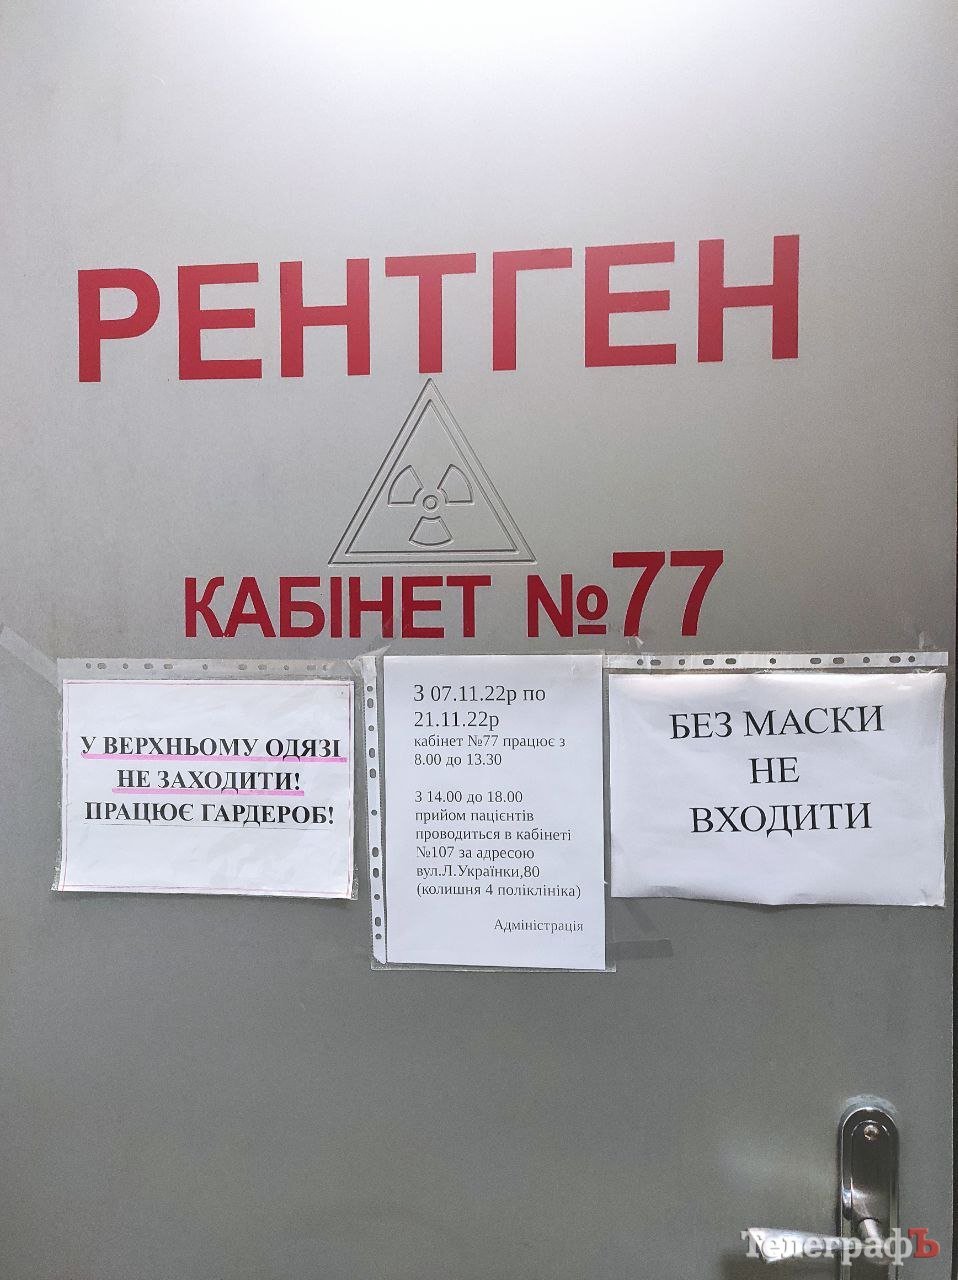 РЕНТГЕН
КАБІНЕТ №77
У ВЕРХНЬОМУ ОДЯЗІ
НЕ ЗАХОДИТИ!
ПРАЦЮЄ ГАРДЕРОБ!
З 07.11.22р по
21.11.22р
кабінет №77 працює з
8.00 до 13.30
З 14.00 до 18.00
прийом пацієнтів
проводиться в кабінеті
№107 за адресою
вул.Л.Українки,80
(колишня 4 поліклініка)
Адміністрація
БЕЗ МАСКИ
НЕ
ВХОДИТИ
ТелеграфЪ